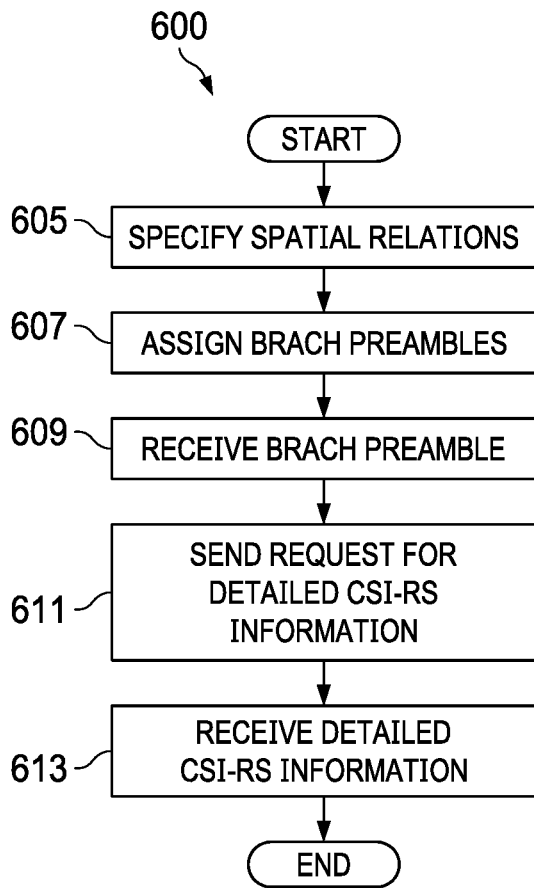 600
START
605
SPECIFY SPATIAL RELATIONS
607
ASSIGN BRACH PREAMBLES
609
RECEIVE BRACH PREAMBLE
611
SEND REQUEST FOR
DETAILED CSI-RS
INFORMATION
613
RECEIVE DETAILED
CSI-RS INFORMATION
END